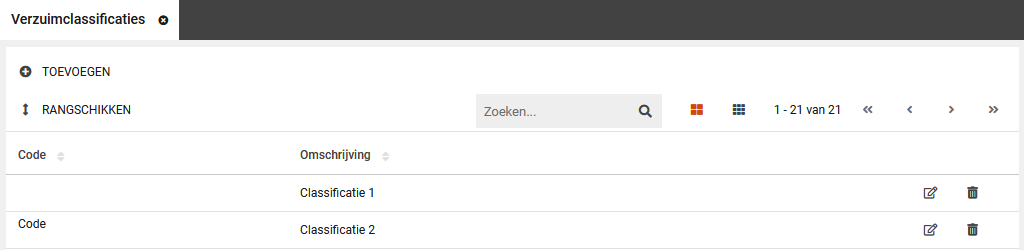 Verzuimclassificaties
TOEVOEGEN
RANGSCHIKKEN
Zoeken...
1 - 21 van 21
Code Omschrijving
Classificatie 1
Code Classificatie 2